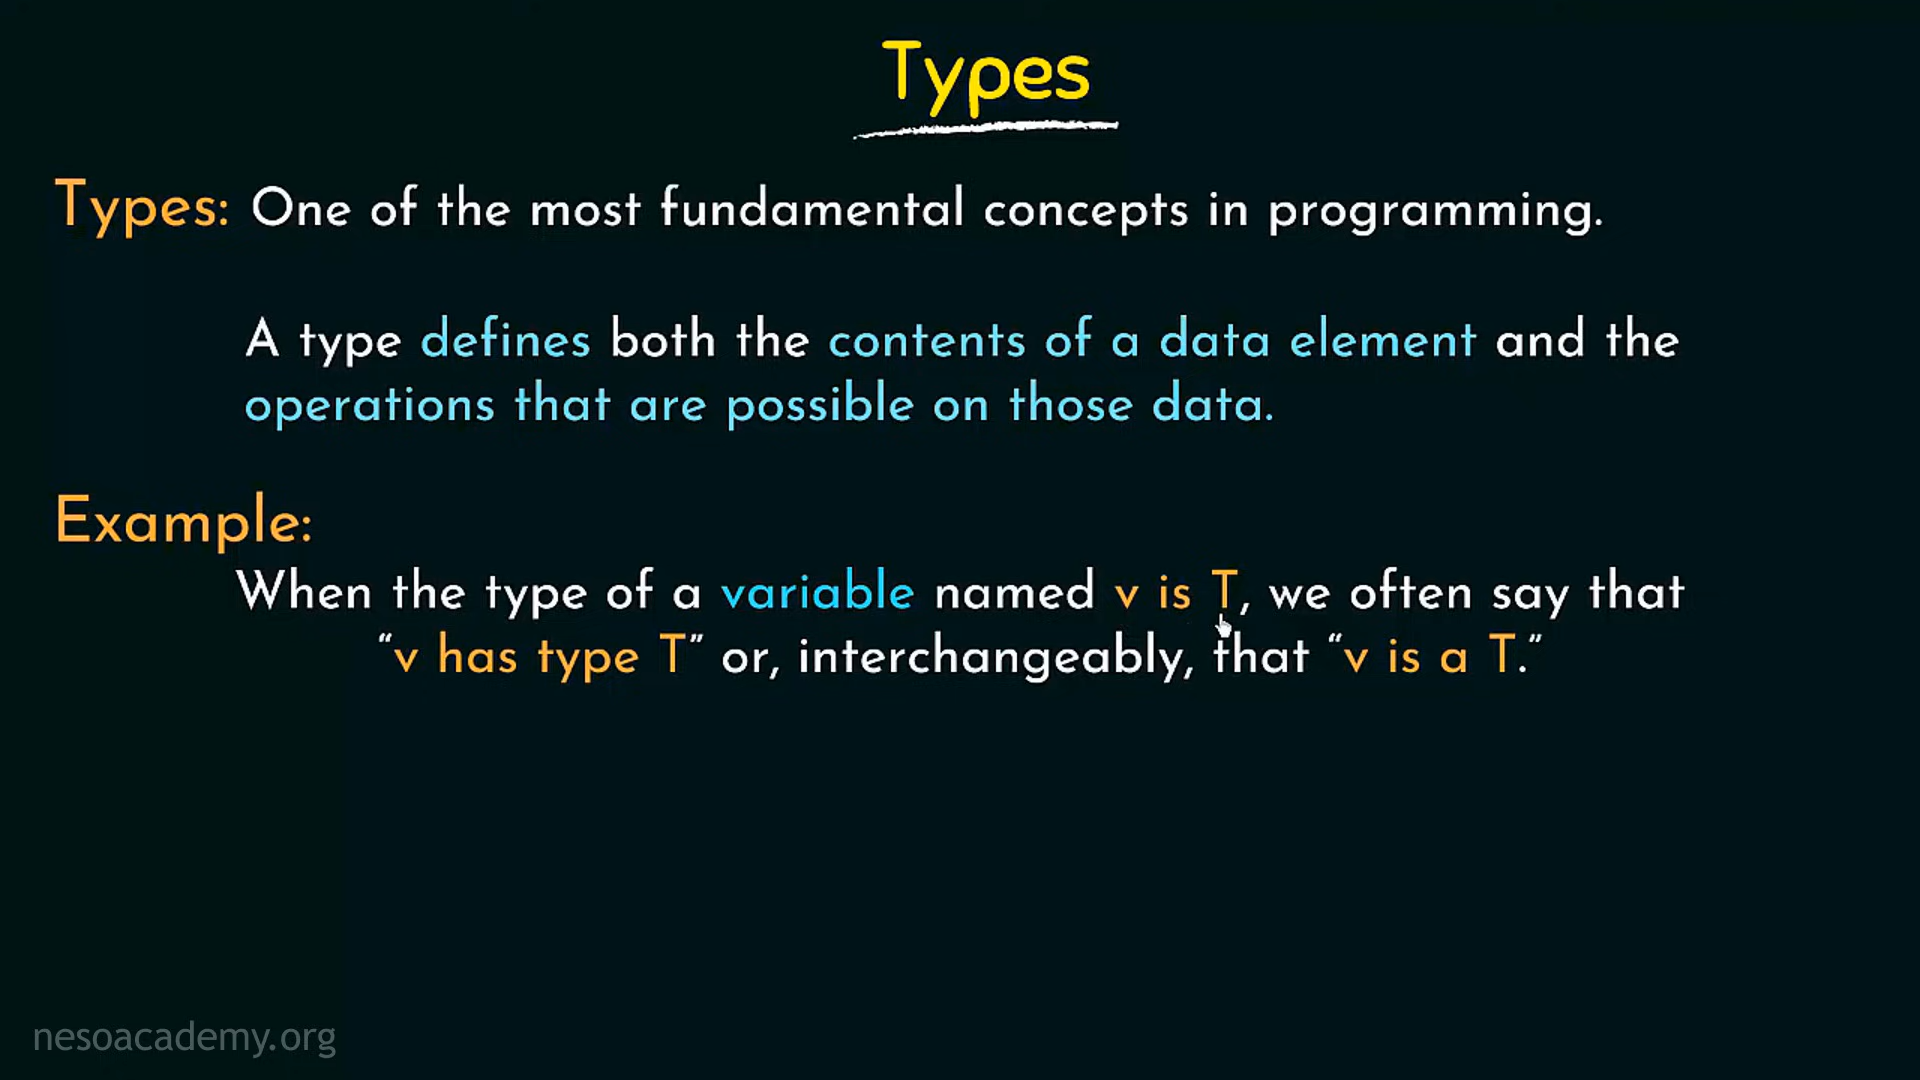 Types
Types: One of the most fundamental concepts in programming.
A type defines both the contents of a data element and the
operations that are possible on those data.
Example:
When the type of a variable named v is T, we often say that
“v has type T” or, interchangeably, that “v is a T.”
nesoacademy.org